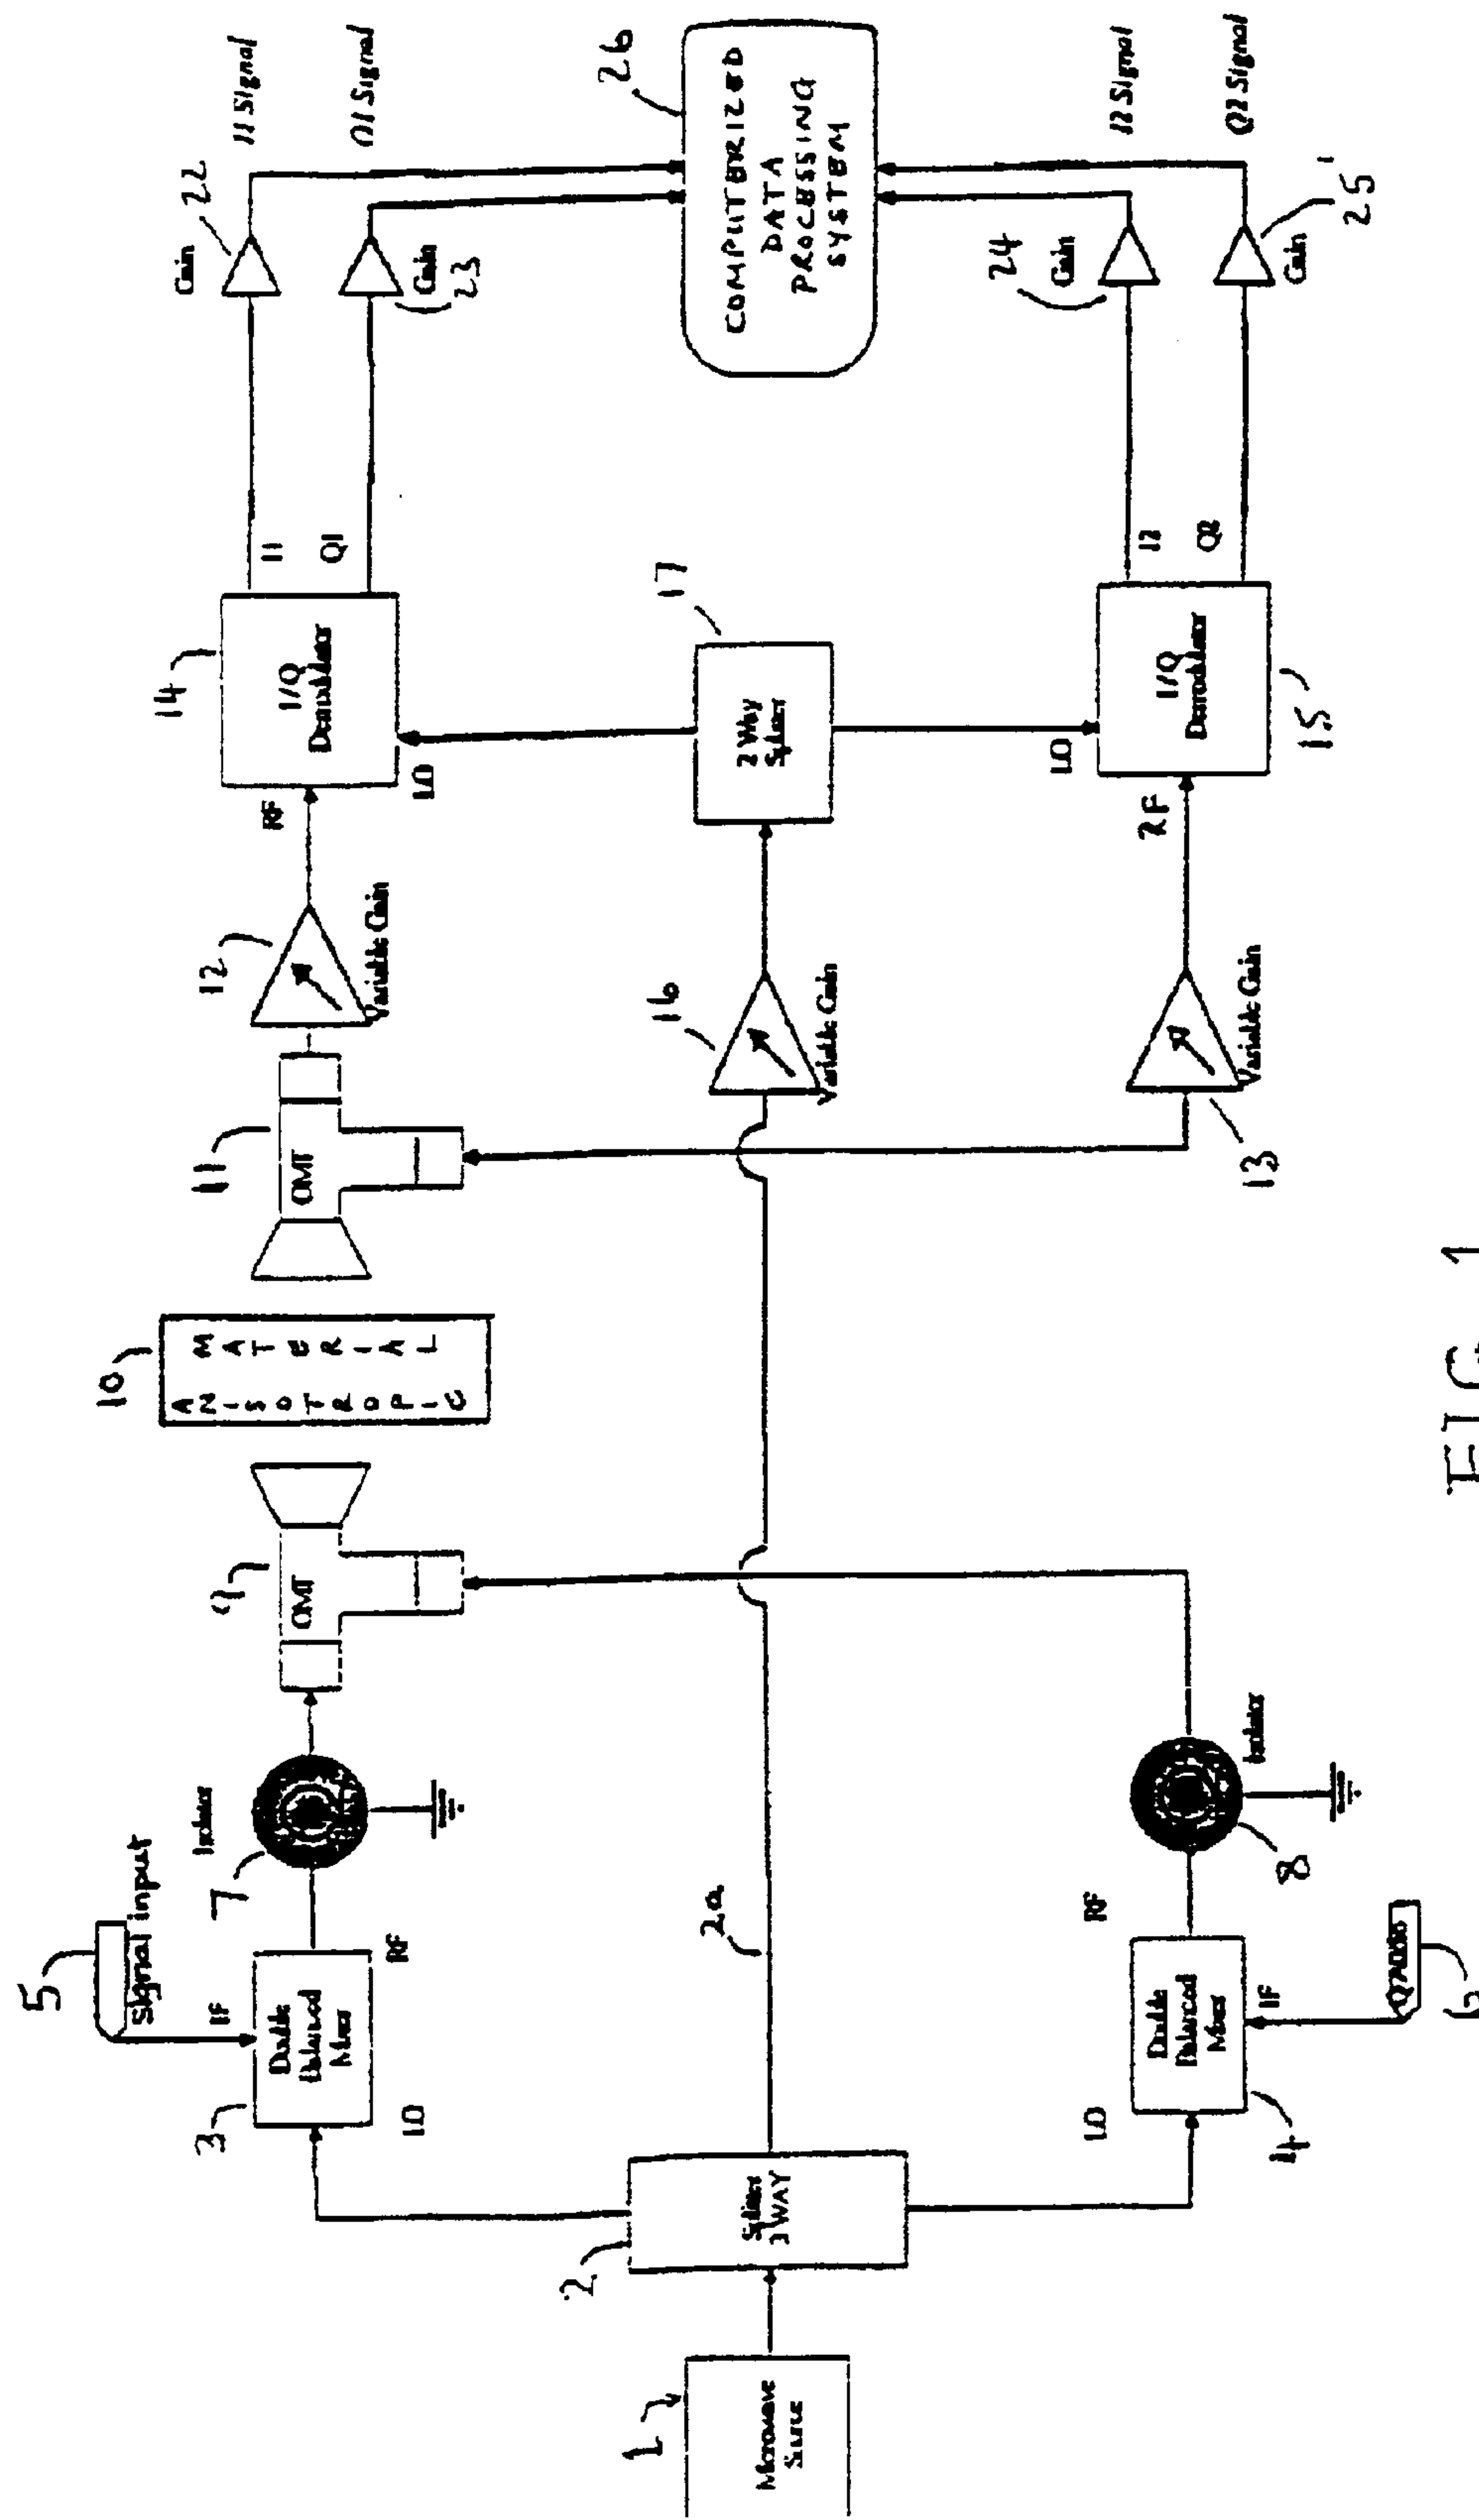 1
Microwave
Source
2
3 WAY
2a
3
LO
IF
RF
Double
Balanced
Mixer
5
signal input
7
Isolator
4
LO
IF
RF
Double
Balanced
Mixer
6
8
Isolator
9
OMT
10
ANISOTROPIC
MATERIAL
11
OMT
12
Variable Gain
16
Variable Gain
13
Variable Gain
14
RF
LO
I/Q
Demodulator
I1
Q1
17
2 Way
15
RF
LO
I/Q
Demodulator
I2
Q2
22
Gain
23
Gain
24
Gain
25
Gain
I1 Signal
Q1 Signal
26
COMPUTERIZED
DATA
PROCESSING
SYSTEM
I2 Signal
Q2 Signal
FIG 1